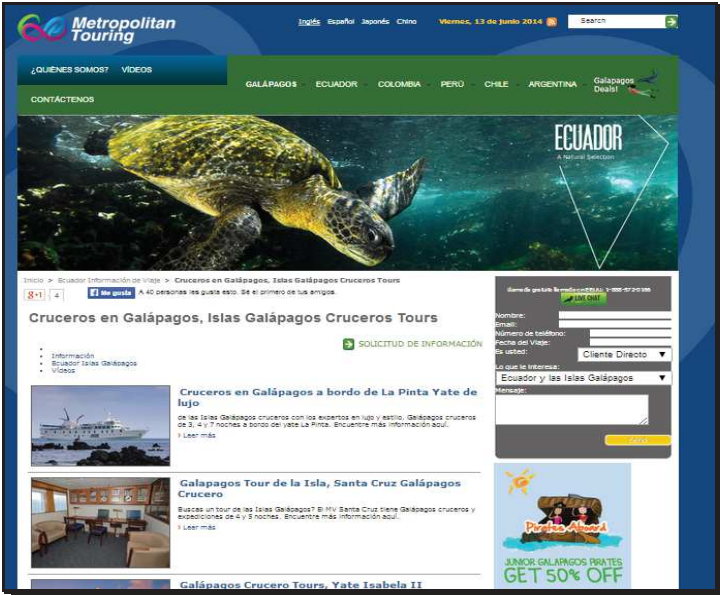 Metropolitan
Touring
Inglés Español Japonés Chino
Viernes, 13 de Junio 2014
Search
¿QUIÉNES SOMOS? VÍDEOS
CONTÁCTENOS
GALÁPAGOS ECUADOR COLOMBIA PERÚ CHILE ARGENTINA
Galapagos
Deals!
ECUADOR
A Natural Selection
Inicio > Ecuador Información de Viaje > Cruceros en Galápagos, Islas Galápagos Cruceros Tours
g+1 4
Me gusta A 40 personas les gusta esto. Sé el primero de tus amigos.
Cruceros en Galápagos, Islas Galápagos Cruceros Tours
SOLICITUD DE INFORMACIÓN
Información
Ecuador Islas Galápagos
Vídeos
Cruceros en Galápagos a bordo de La Pinta Yate de
lujo
de las Islas Galápagos cruceros con los expertos en lujo y estilo. Galápagos cruceros
de 3, 4 y 7 noches a bordo del yate La Pinta. Encuentre más información aquí.
Leer más
Galapagos Tour de la Isla, Santa Cruz Galápagos
Crucero
Buscas un tour de las Islas Galápagos? El MV Santa Cruz tiene Galápagos cruceros y
expediciones de 4 y 5 noches. Encuentre más información aquí.
Leer más
Galápagos Crucero Tours, Yate Isabela II
LIVE CHAT
Nombre:
Email:
Número de teléfono:
Fecha del Viaje:
Es usted: Cliente Directo
Lo que le interesa:
Ecuador y las Islas Galápagos
Mensaje:
Send
Pirates Aboard
JUNIOR GALAPAGOS PIRATES
GET 50% OFF